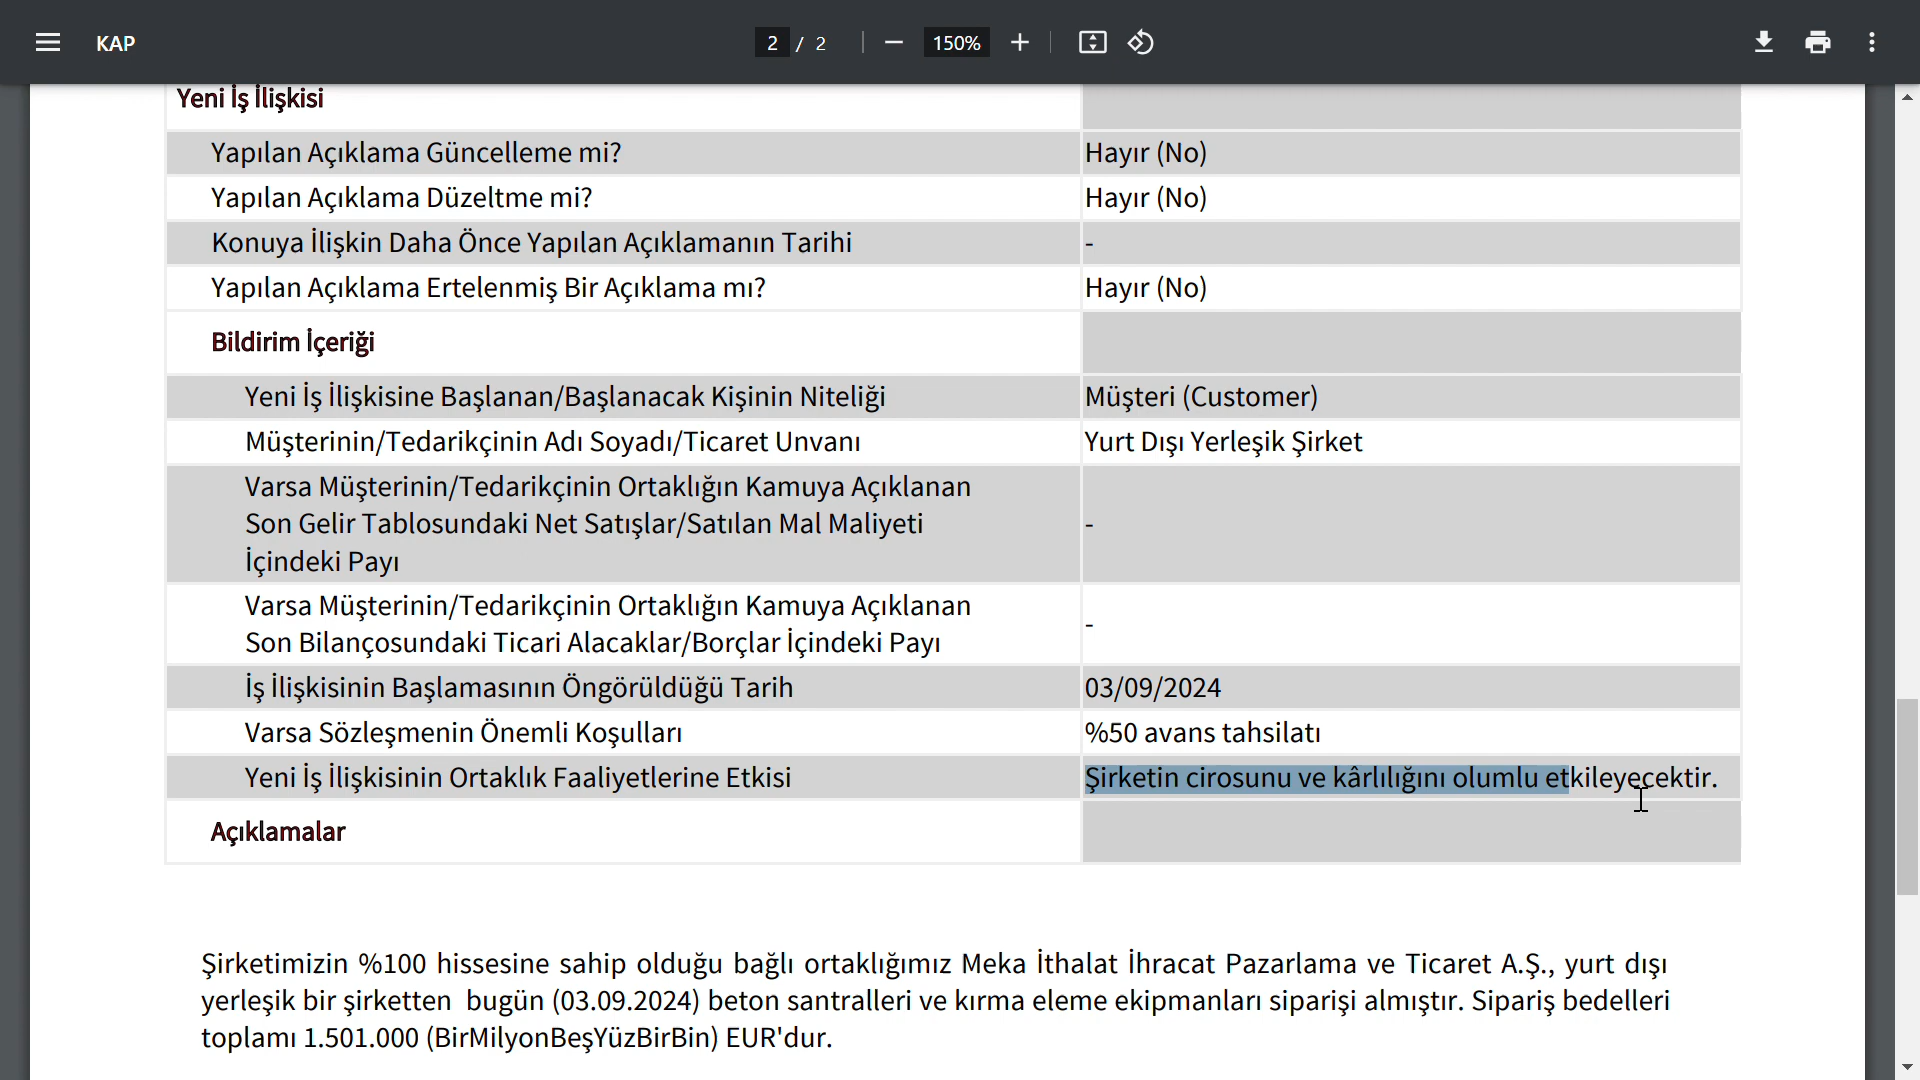 KAP
2 / 2
150%
Yeni İş İlişkisi
Yapılan Açıklama Güncelleme mi?
Hayır (No)
Yapılan Açıklama Düzeltme mi?
Hayır (No)
Konuya İlişkin Daha Önce Yapılan Açıklamanın Tarihi
-
Yapılan Açıklama Ertelenmiş Bir Açıklama mı?
Hayır (No)
Bildirim İçeriği
Yeni İş İlişkisine Başlanan/Başlanacak Kişinin Niteliği
Müşteri (Customer)
Müşterinin/Tedarikçinin Adı Soyadı/Ticaret Unvanı
Yurt Dışı Yerleşik Şirket
Varsa Müşterinin/Tedarikçinin Ortaklığın Kamuya Açıklanan
Son Gelir Tablosundaki Net Satışlar/Satılan Mal Maliyeti
İçindeki Payı
-
Varsa Müşterinin/Tedarikçinin Ortaklığın Kamuya Açıklanan
Son Bilançosundaki Ticari Alacaklar/Borçlar İçindeki Payı
-
İş İlişkisinin Başlamasının Öngörüldüğü Tarih
03/09/2024
Varsa Sözleşmenin Önemli Koşulları
%50 avans tahsilatı
Yeni İş İlişkisinin Ortaklık Faaliyetlerine Etkisi
Şirketin cirosunu ve kârlılığını olumlu etkileyecektir.
Açıklamalar
Şirketimizin %100 hissesine sahip olduğu bağlı ortaklığımız Meka İthalat İhracat Pazarlama ve Ticaret A.Ş., yurt dışı
yerleşik bir şirketten bugün (03.09.2024) beton santralleri ve kırma eleme ekipmanları siparişi almıştır. Sipariş bedelleri
toplamı 1.501.000 (BirMilyonBeşYüzBirBin) EUR'dur.